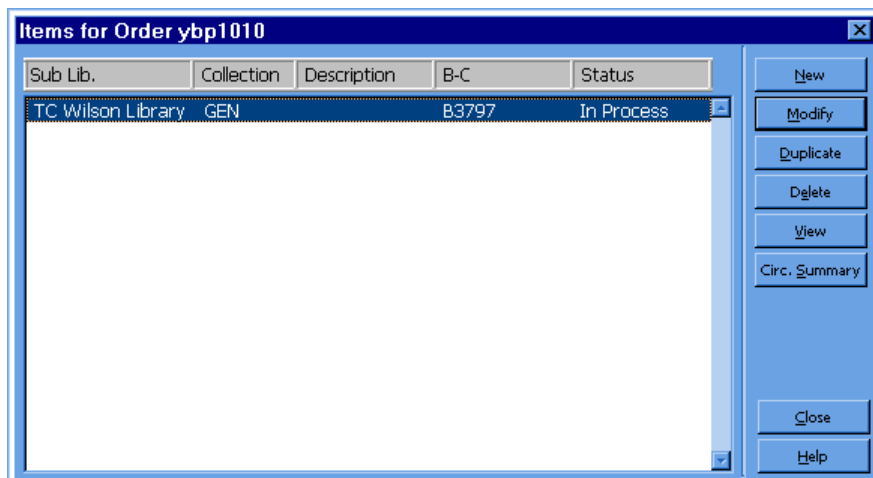 Items for Order ybp1010
Sub Lib. Collection Description B-C Status
TC Wilson Library GEN B3797 In Process
New
Modify
Duplicate
Delete
View
Circ. Summary
Close
Help